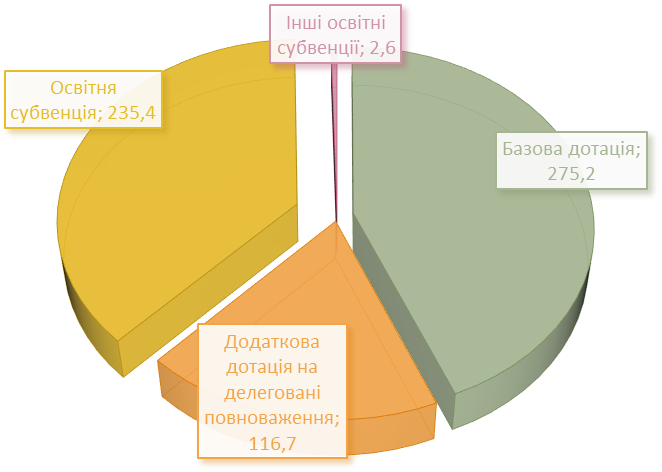 Інші освітні
субвенції; 2,6
Освітня
субвенція; 235,4
Базова дотація;
275,2
Додаткова
дотація на
делеговані
повноваження;
116,7